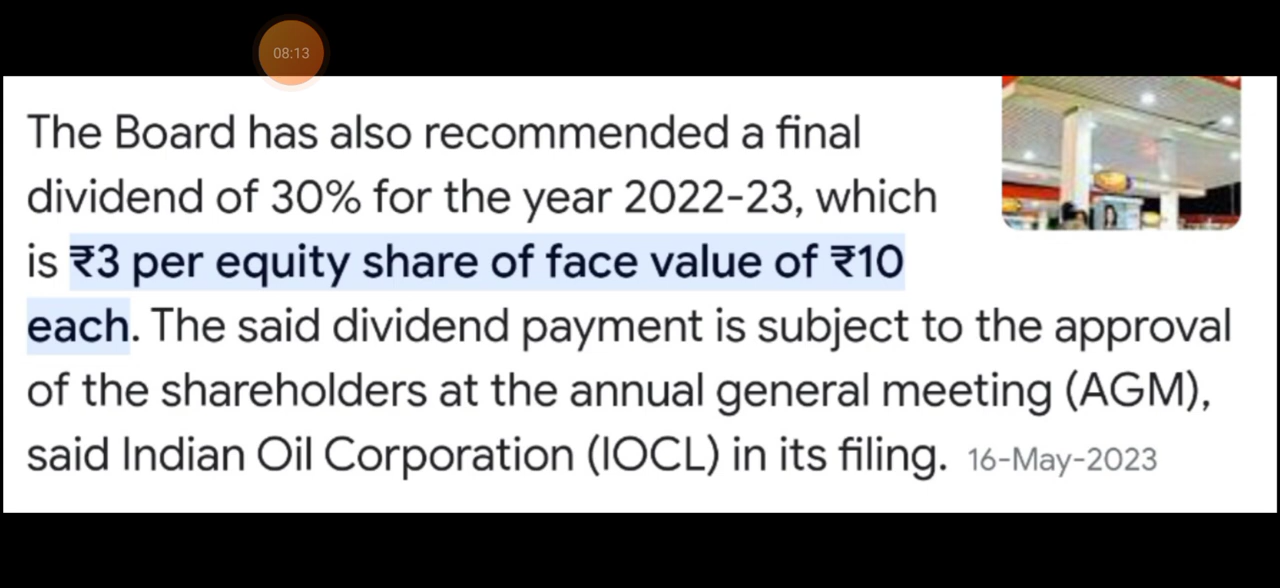 08:13
The Board has also recommended a final
dividend of 30% for the year 2022-23, which
is ₹3 per equity share of face value of ₹10
each. The said dividend payment is subject to the approval
of the shareholders at the annual general meeting (AGM),
said Indian Oil Corporation (IOCL) in its filing. 16-May-2023